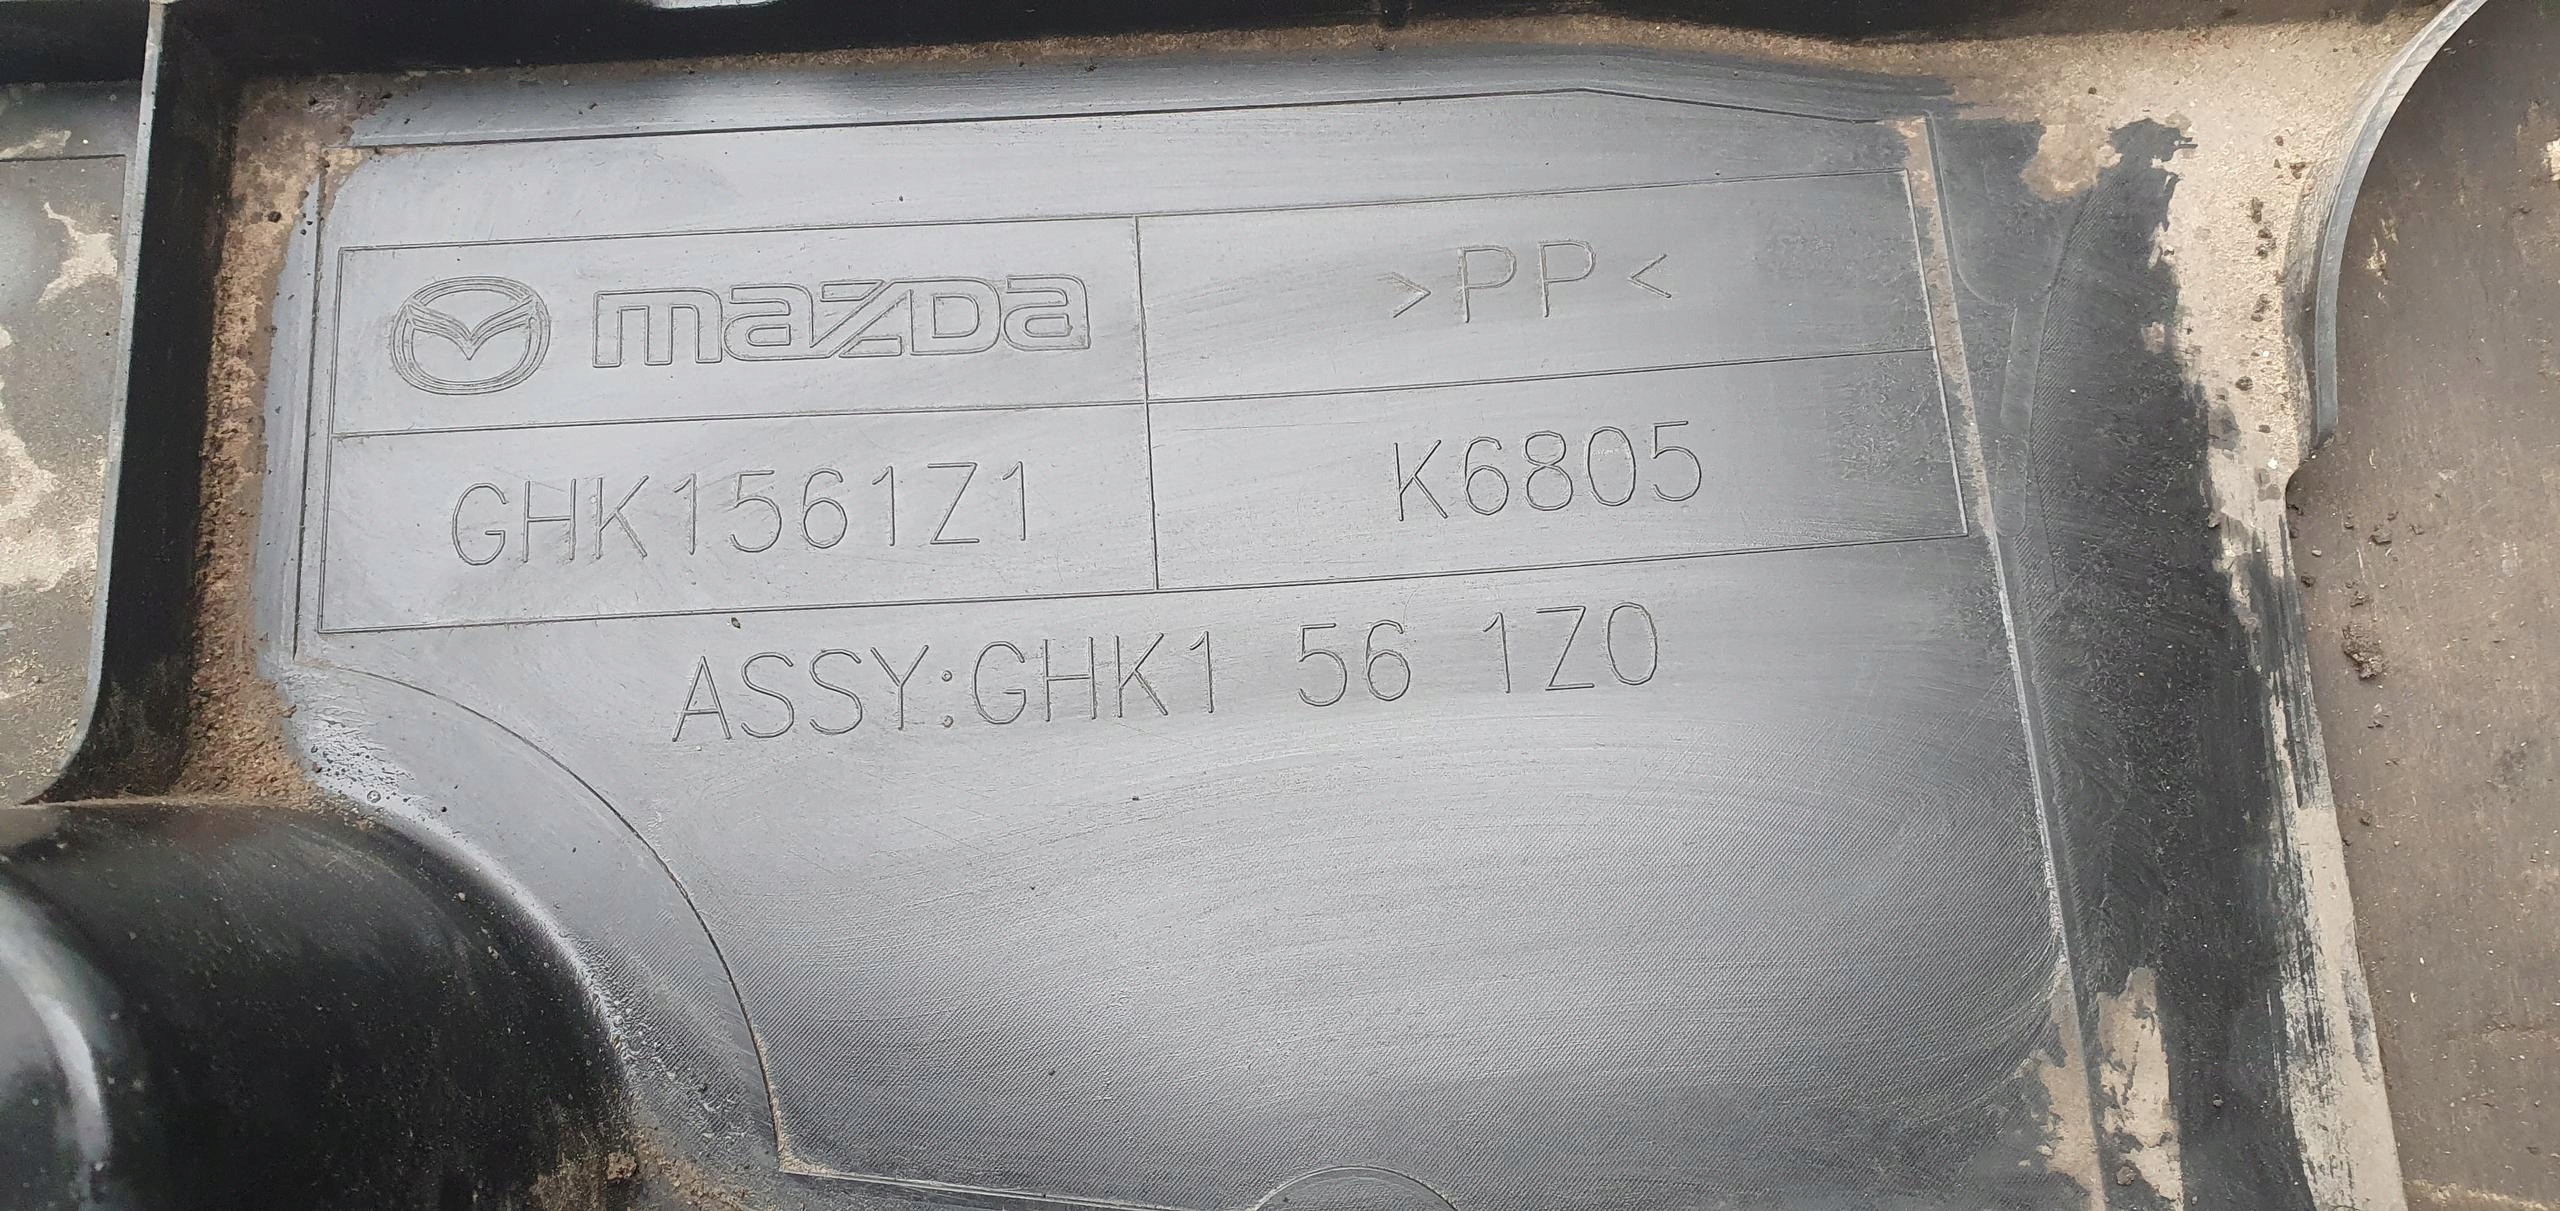 mazda
>PP<
GHK1561Z1
K6805
ASSY:GHK1 56 1Z0